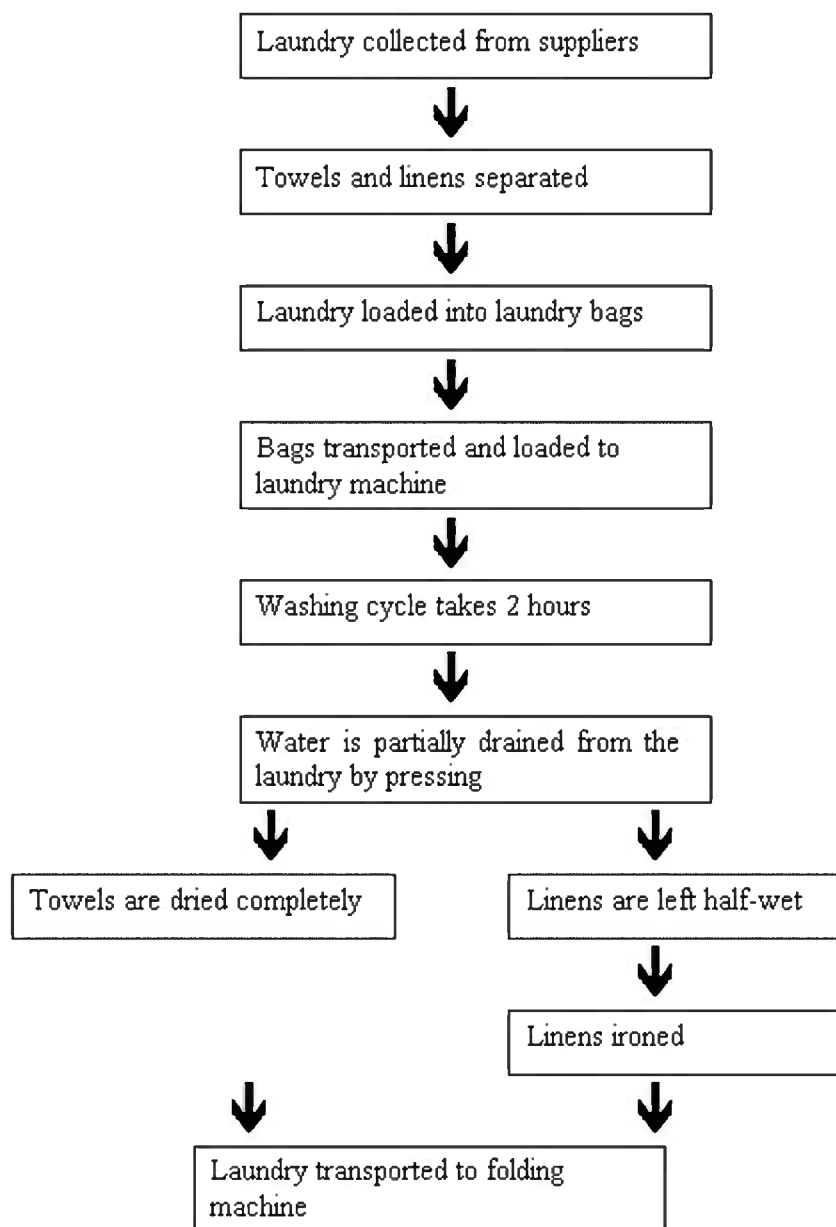 Laundry collected from suppliers
Towels and linens separated
Laundry loaded into laundry bags
Bags transported and loaded to
laundry machine
Washing cycle takes 2 hours
Water is partially drained from the
laundry by pressing
Towels are dried completely
Linens are left half-wet
Linens ironed
Laundry transported to folding
machine